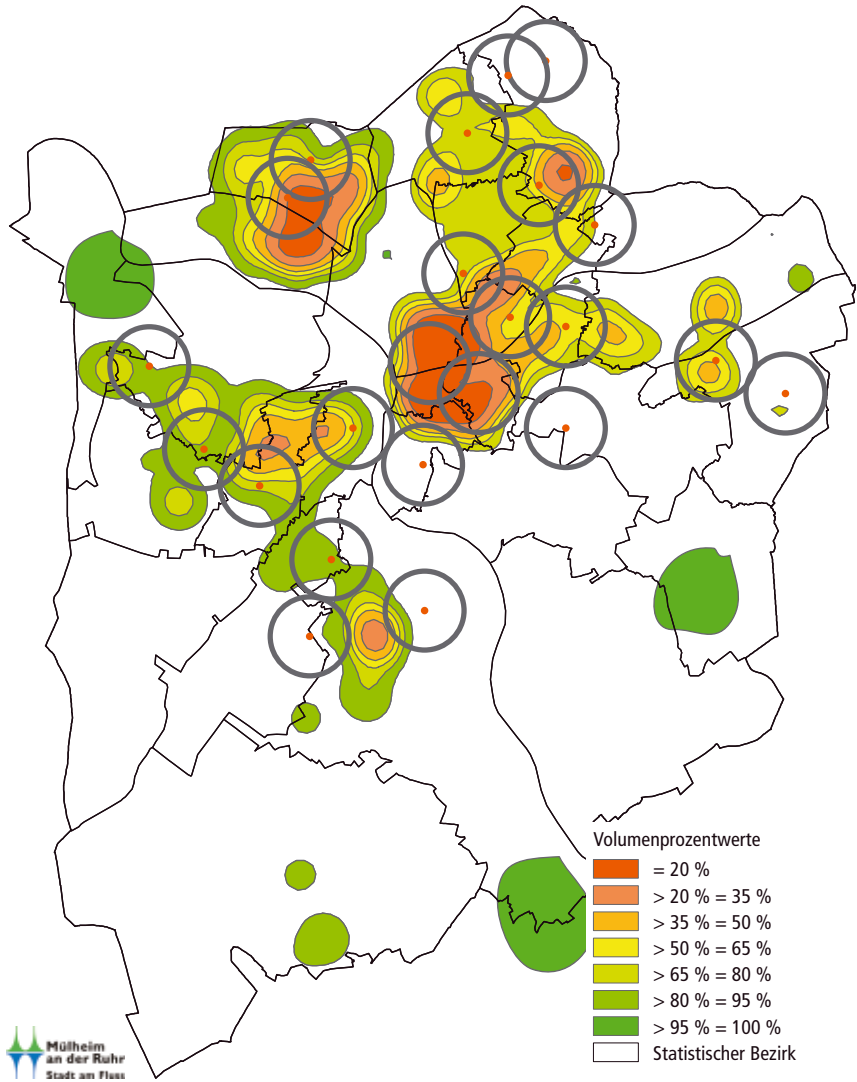 Volumenprozentwerte
= 20 %
> 20 % = 35 %
> 35 % = 50 %
> 50 % = 65 %
> 65 % = 80 %
> 80 % = 95 %
> 95 % = 100 %
Statistischer Bezirk
Mülheim
an der Ruhr
Stadt am Fluss